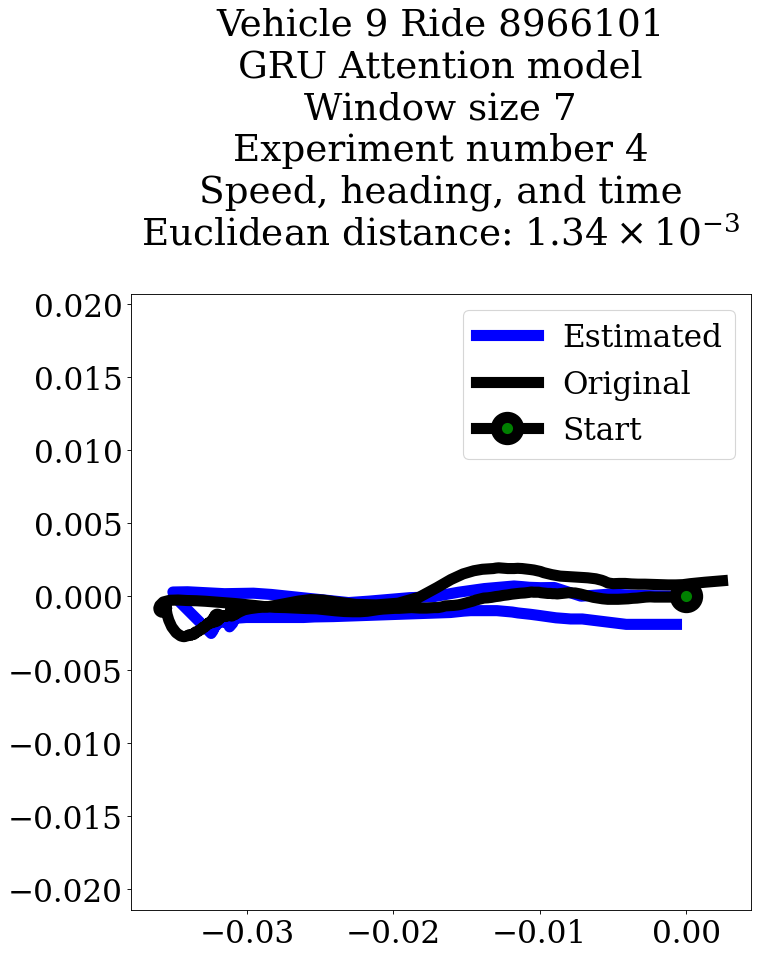 Vehicle 9 Ride 8966101
GRU Attention model
Window size 7
Experiment number 4
Speed, heading, and time
Euclidean distance: 1.34 × 10⁻³
Estimated
Original
Start
0.020
0.015
0.010
0.005
0.000
−0.005
−0.010
−0.015
−0.020
−0.03 −0.02 −0.01 0.00